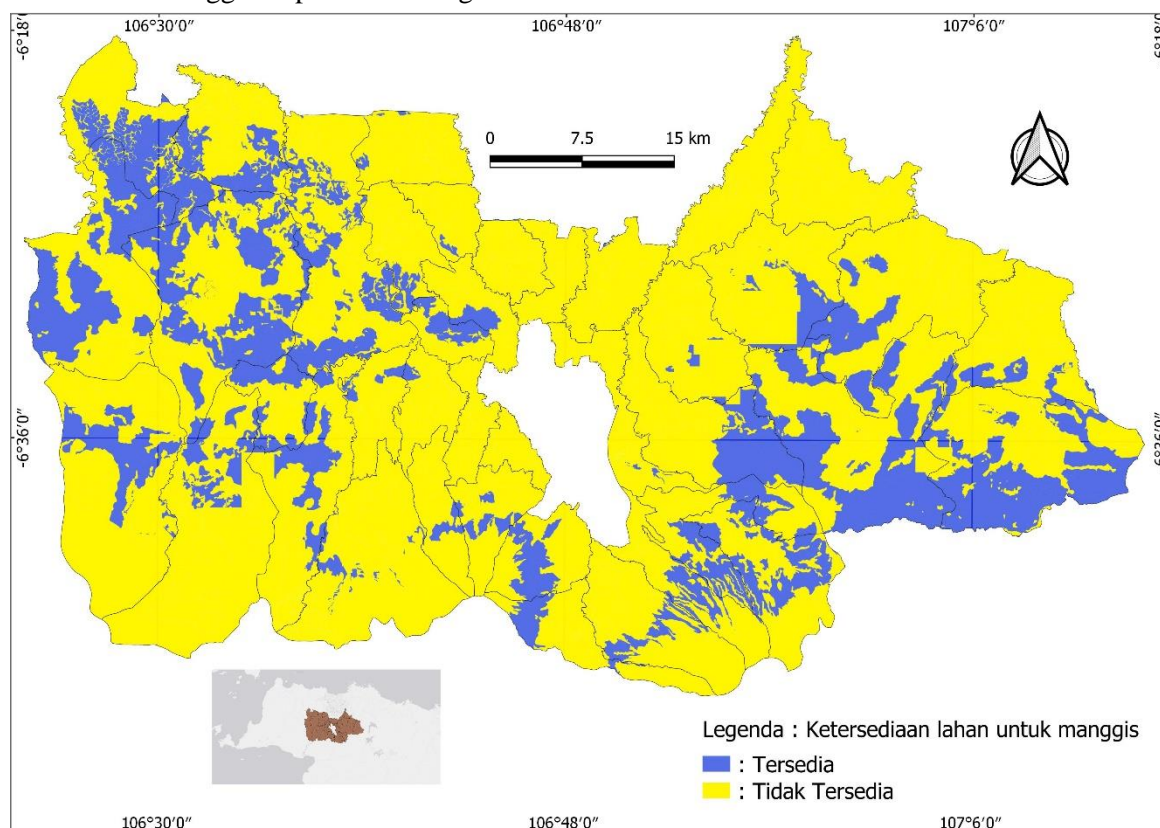 106°30′0″ 106°48′0″ 107°6′0″
-6°18′0″
0 7.5 15 km
-6°36′0″
Legenda : Ketersediaan lahan untuk manggis
: Tersedia
: Tidak Tersedia
106°30′0″ 106°48′0″ 107°6′0″